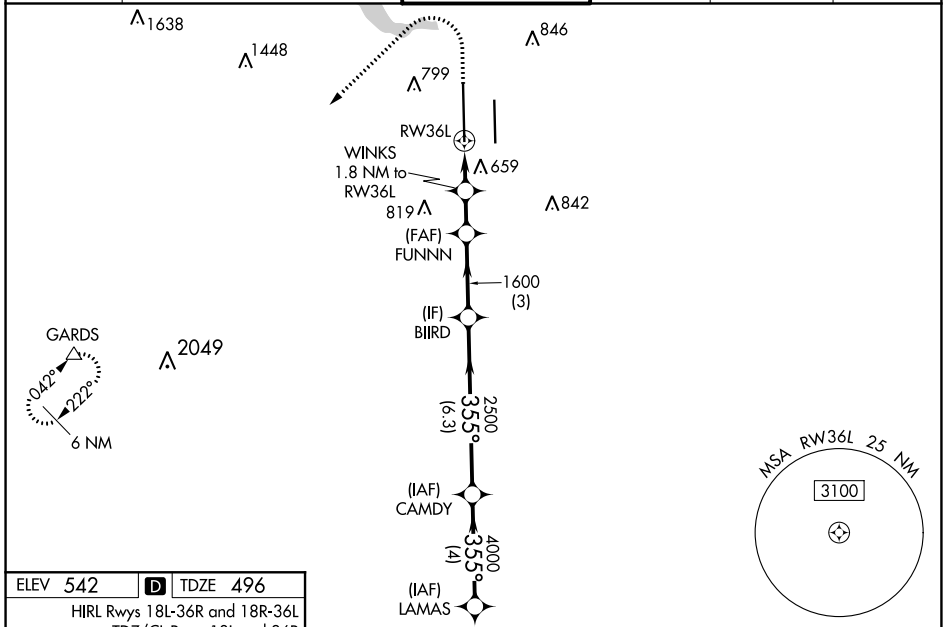 1638
1448
846
799
RW36L
WINKS
1.8 NM to
RW36L
659
819
842
(FAF)
FUNNN
1600
(3)
(IF)
BIIRD
GARDS
2049
042°
222°
6 NM
2500
355°
(6.3)
MSA RW36L 25 NM
3100
(IAF)
CAMDY
4000
355°
(4)
(IAF)
LAMAS
ELEV 542 D TDZE 496
HIRL Rwys 18L-36R and 18R-36L